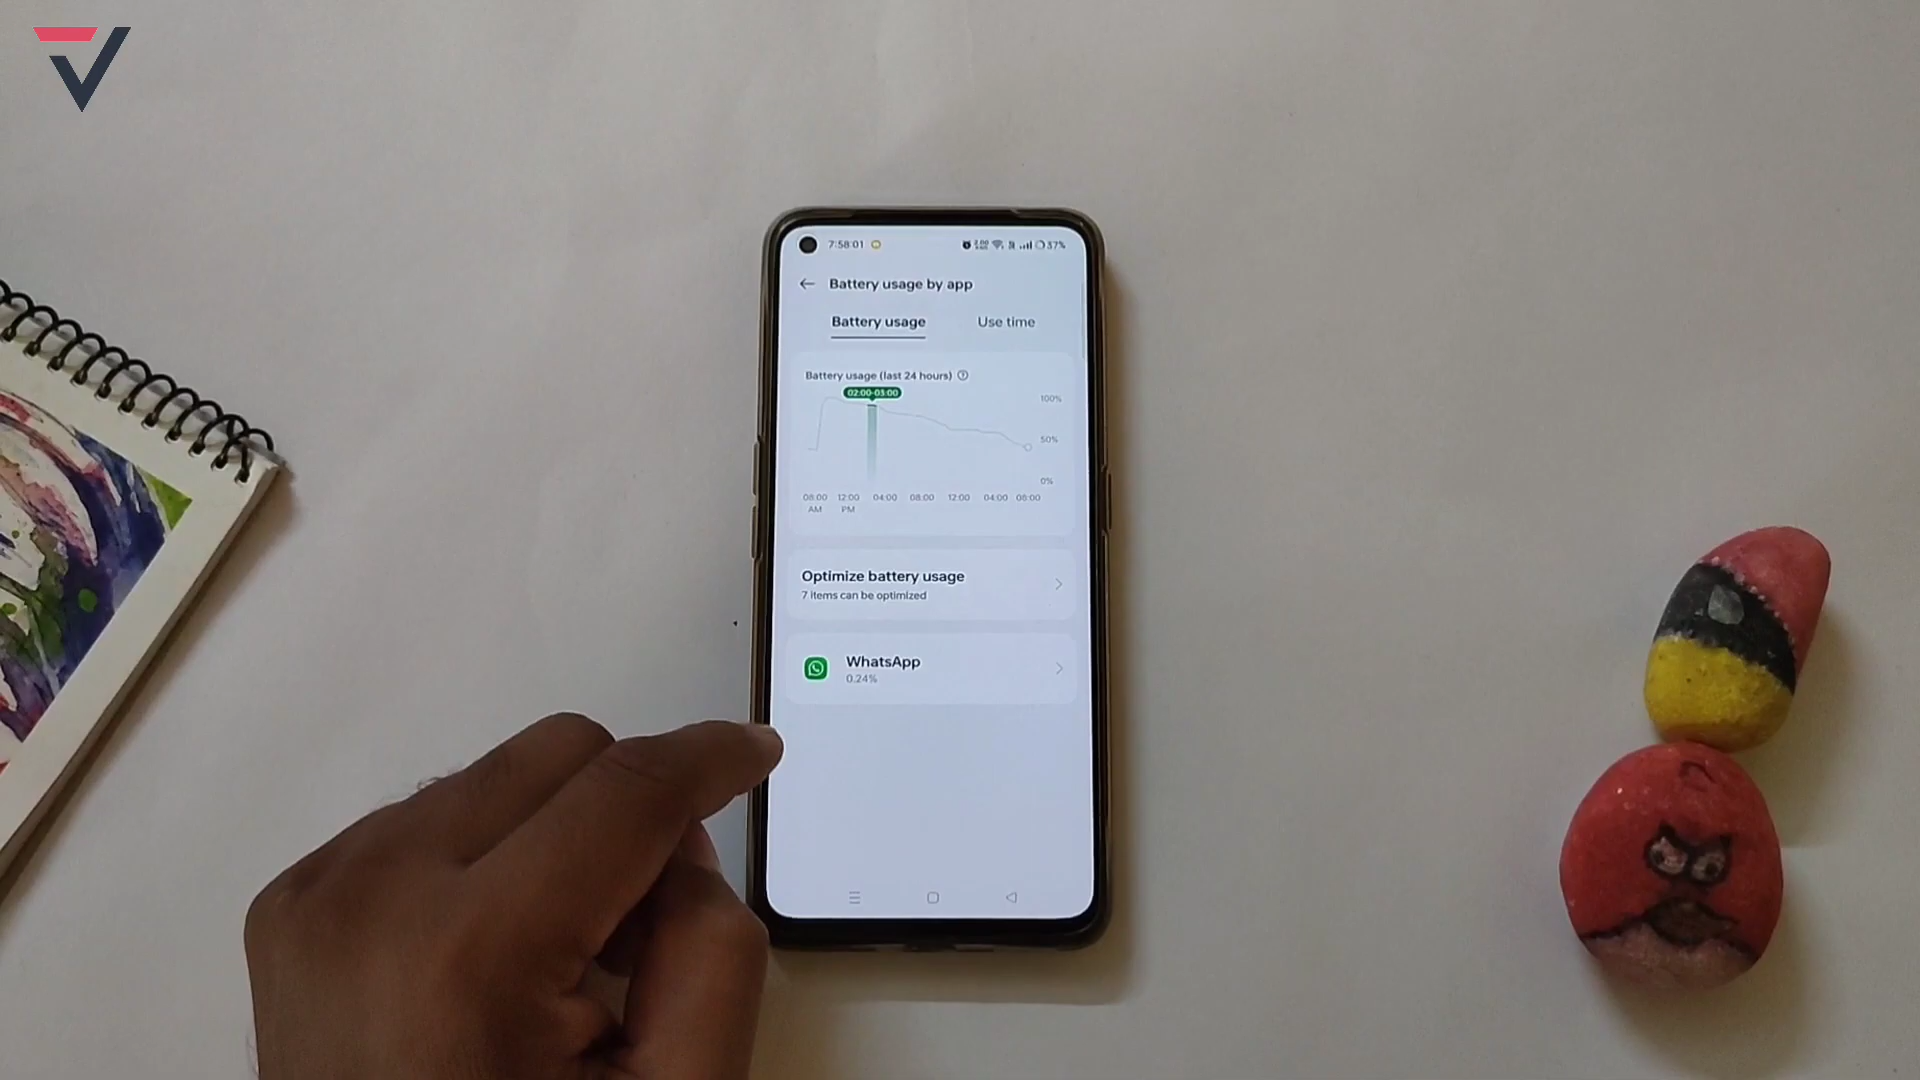 7:58:01
37%
Battery usage by app
Battery usage Use time
Battery usage (last 24 hours)
02:00-03:00
100%
50%
0%
08:00 12:00 04:00 08:00 12:00 04:00 08:00
AM PM
Optimize battery usage
7 items can be optimized
WhatsApp
0.24%